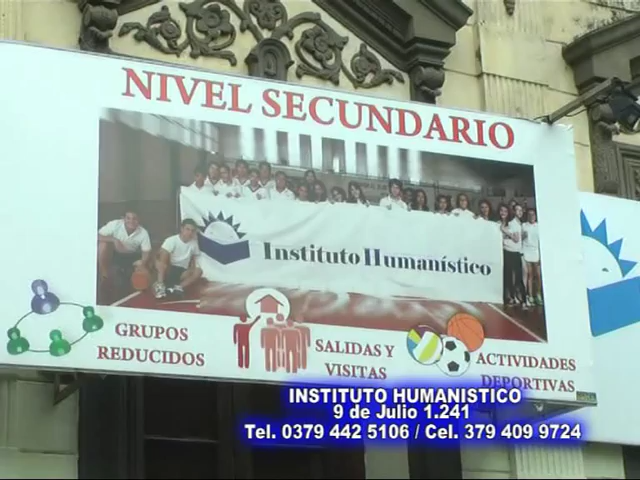 NIVEL SECUNDARIO
Instituto Humanístico
GRUPOS
REDUCIDOS
SALIDAS Y
VISITAS
ACTIVIDADES
DEPORTIVAS
INSTITUTO HUMANISTICO
9 de Julio 1.241
Tel. 0379 442 5106 / Cel. 379 409 9724